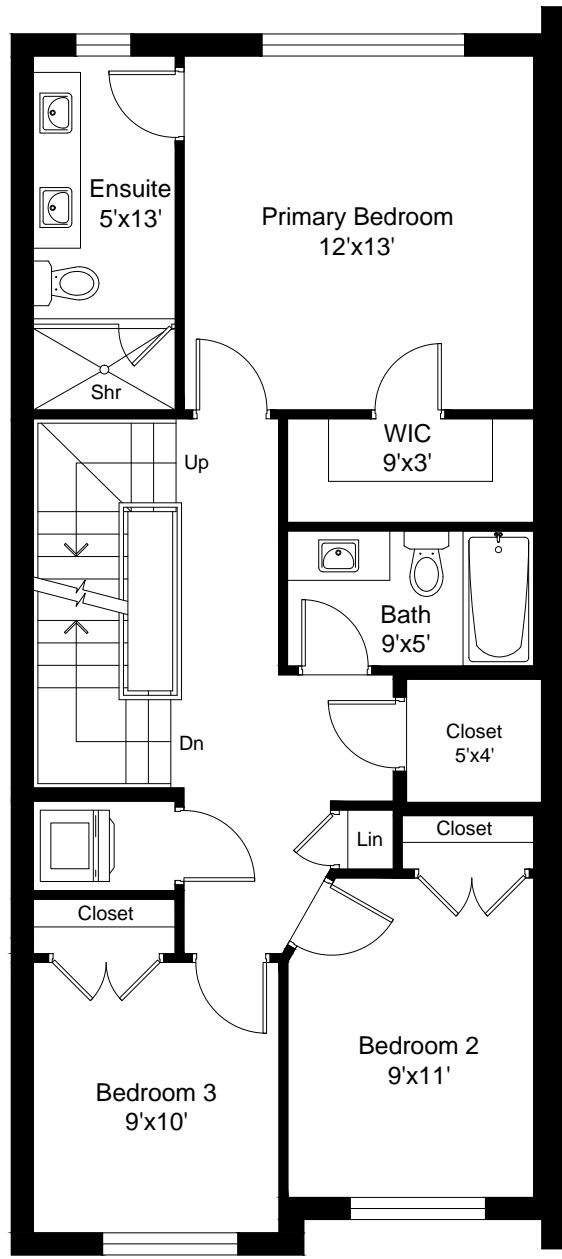 Ensuite
5'x13'
Primary Bedroom
12'x13'
Shr
Up
WIC
9'x3'
Bath
9'x5'
Closet
5'x4'
Dn
Lin
Closet
Closet
Bedroom 2
9'x11'
Bedroom 3
9'x10'